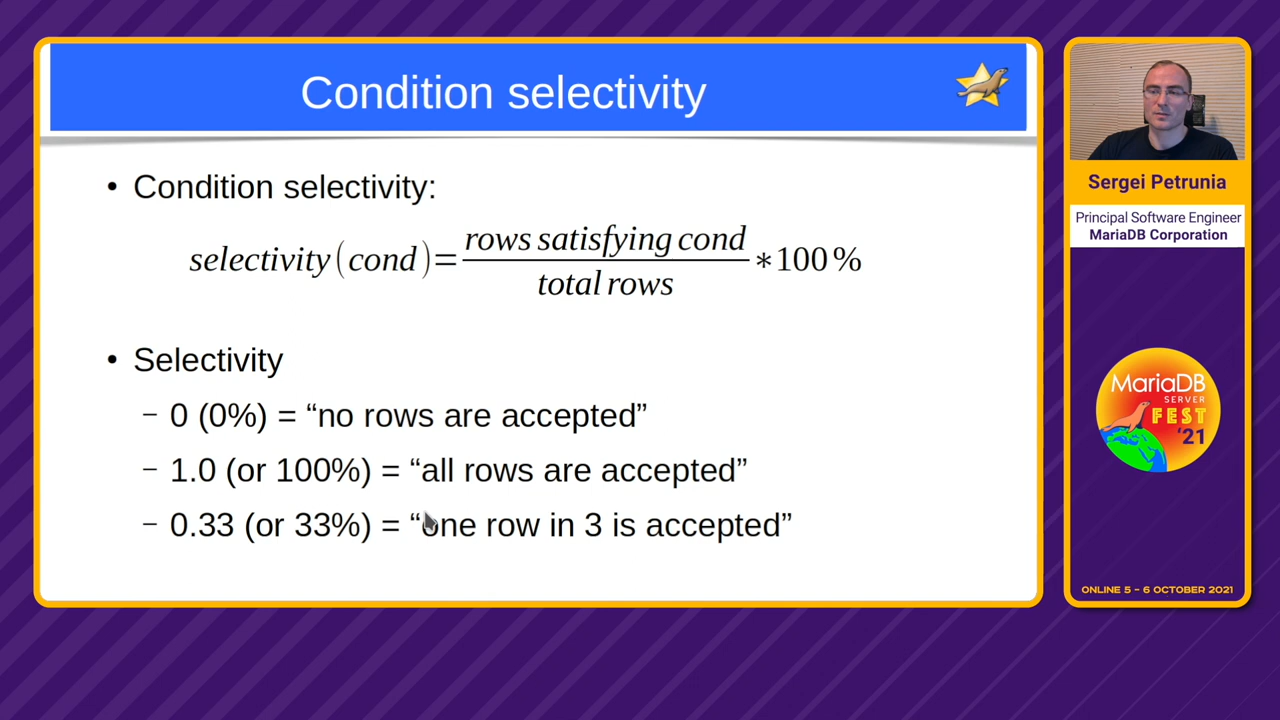 Condition selectivity
• Condition selectivity:
selectivity(cond)=rows satisfying cond/total rows∗100%
• Selectivity
– 0 (0%) = “no rows are accepted”
– 1.0 (or 100%) = “all rows are accepted”
– 0.33 (or 33%) = “one row in 3 is accepted”
Sergei Petrunia
Principal Software Engineer
MariaDB Corporation
MariaDB
SERVER
FEST
'21
ONLINE 5 – 6 OCTOBER 2021